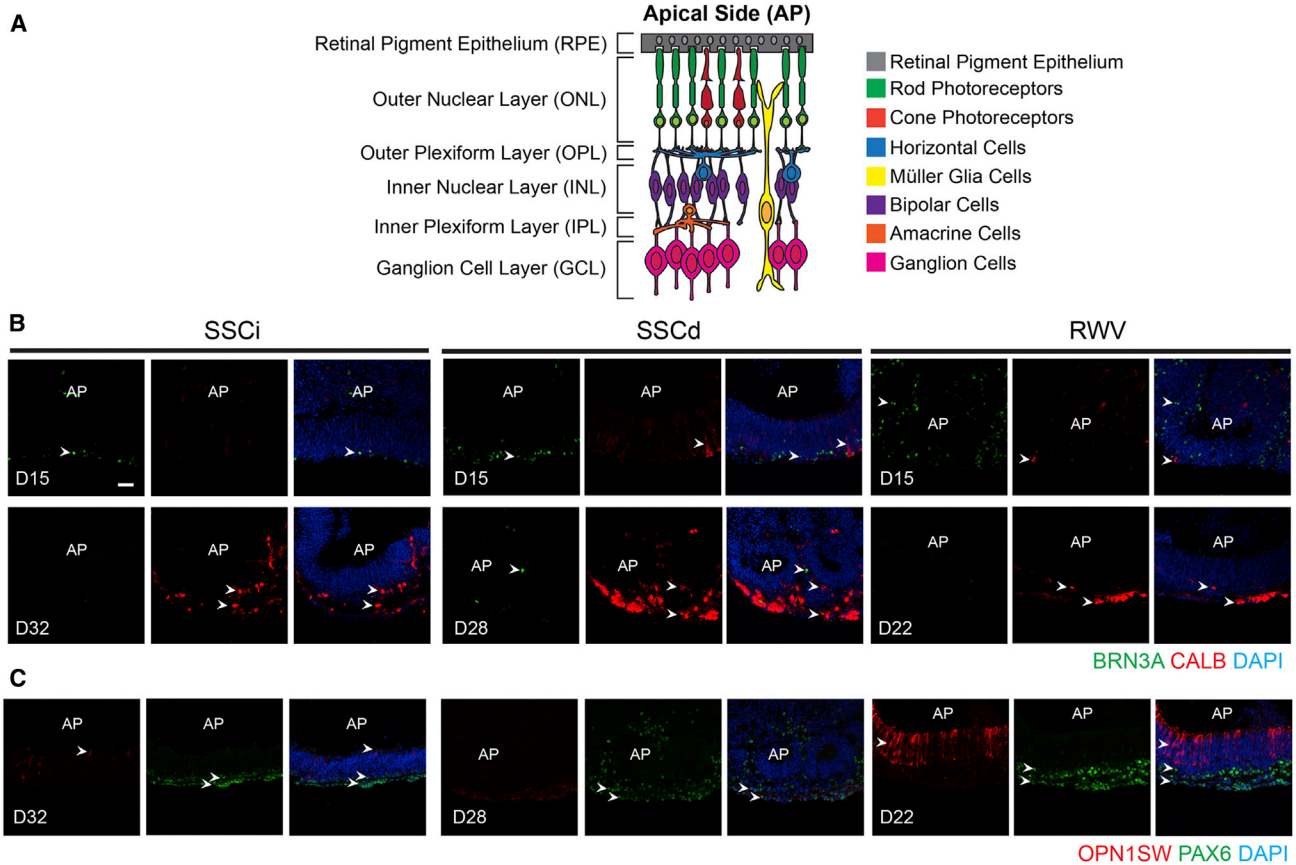 A
Apical Side (AP)
Retinal Pigment Epithelium (RPE)
Outer Nuclear Layer (ONL)
Outer Plexiform Layer (OPL)
Inner Nuclear Layer (INL)
Inner Plexiform Layer (IPL)
Ganglion Cell Layer (GCL)
Retinal Pigment Epithelium
Rod Photoreceptors
Cone Photoreceptors
Horizontal Cells
Müller Glia Cells
Bipolar Cells
Amacrine Cells
Ganglion Cells
B
SSCi SSCd RWV
AP AP AP AP AP AP AP AP AP
D15 D15 D15
AP AP AP AP AP AP AP AP AP
D32 D28 D22
BRN3A CALB DAPI
C
AP AP AP AP AP AP AP AP AP
D32 D28 D22
OPN1SW PAX6 DAPI